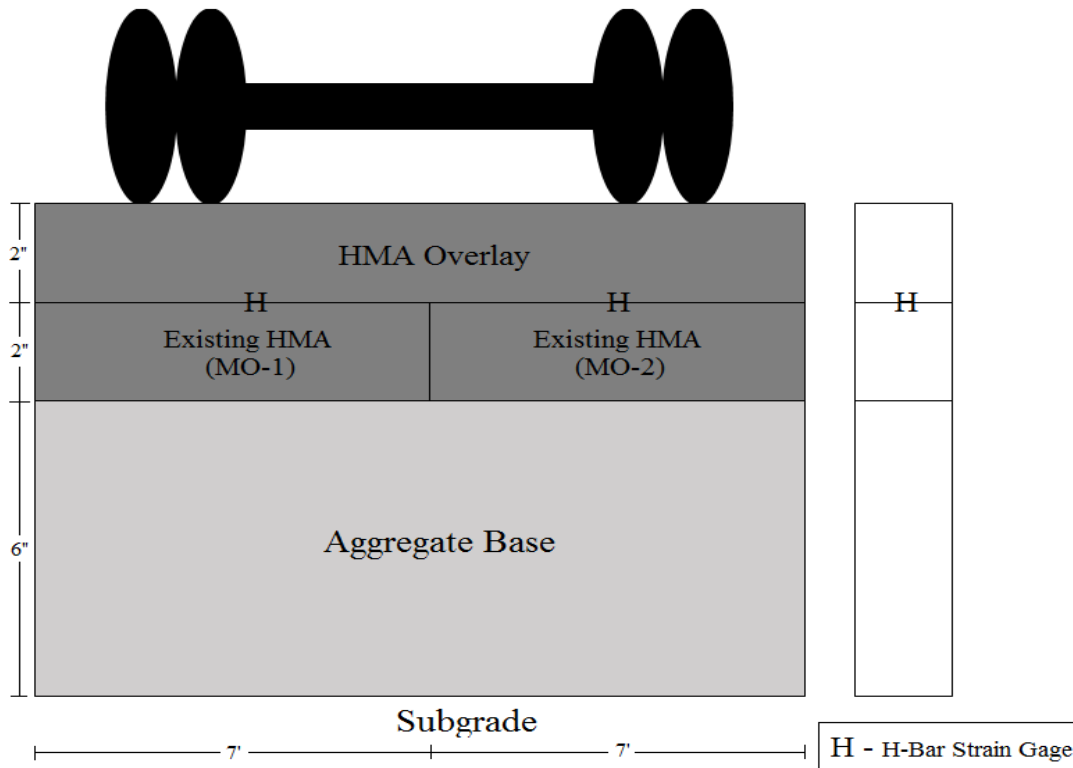 2"
HMA Overlay
H
H
H
2"
Existing HMA
(MO-1)
Existing HMA
(MO-2)
6"
Aggregate Base
Subgrade
7'
7'
H - H-Bar Strain Gage